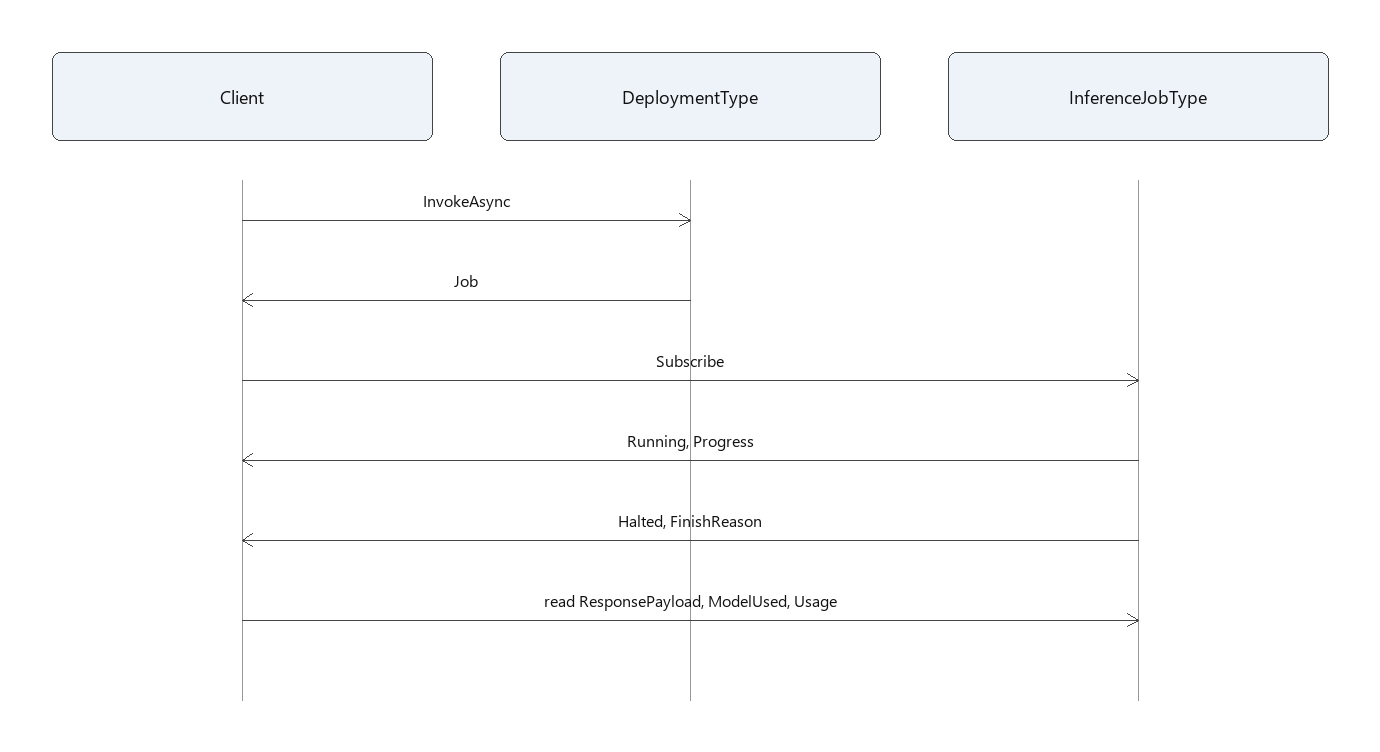 Client
DeploymentType
InferenceJobType
InvokeAsync
Job
Subscribe
Running, Progress
Halted, FinishReason
read ResponsePayload, ModelUsed, Usage